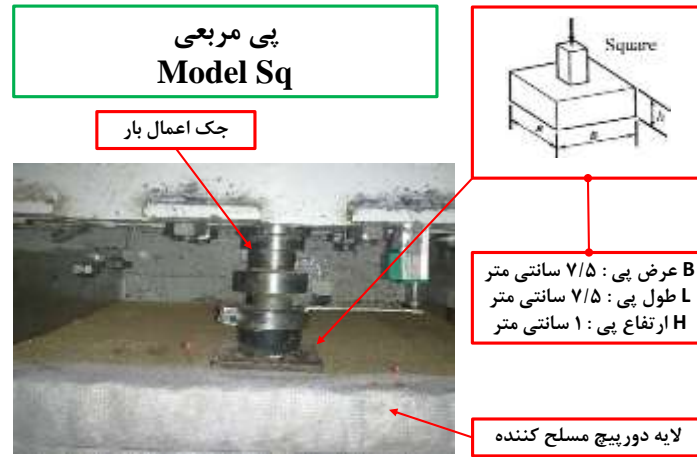 پی مربعی
Model Sq
Square
B
B
h
جک اعمال بار
B عرض پی : ۷/۵ سانتی متر
L طول پی : ۷/۵ سانتی متر
H ارتفاع پی : ۱ سانتی متر
لایه دورپیچ مسلح کننده